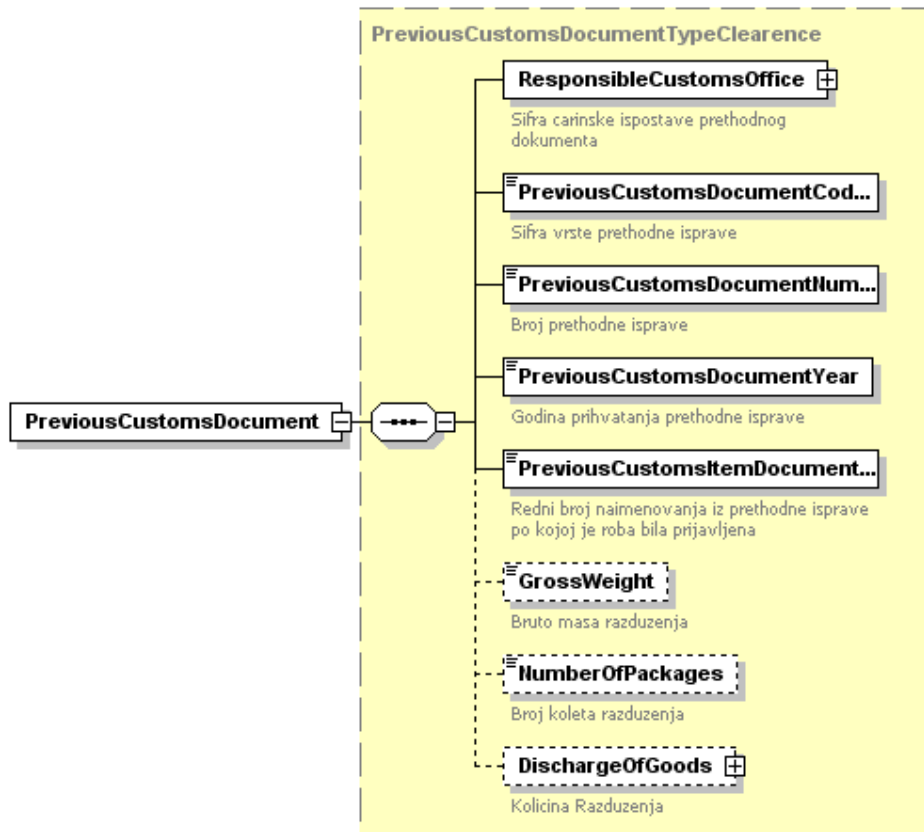 PreviousCustomsDocumentTypeClearence
ResponsibleCustomsOffice
Sifra carinske ispostave prethodnog
dokumenta
PreviousCustomsDocumentCod...
Sifra vrste prethodne isprave
PreviousCustomsDocumentNum...
Broj prethodne isprave
PreviousCustomsDocumentYear
Godina prihvatanja prethodne isprave
PreviousCustomsDocument
PreviousCustomsItemDocument...
Redni broj naimenovanja iz prethodne isprave
po kojoj je roba bila prijavljena
GrossWeight
Bruto masa razduzenja
NumberOfPackages
Broj koleta razduzenja
DischargeOfGoods
Kolicina Razduzenja